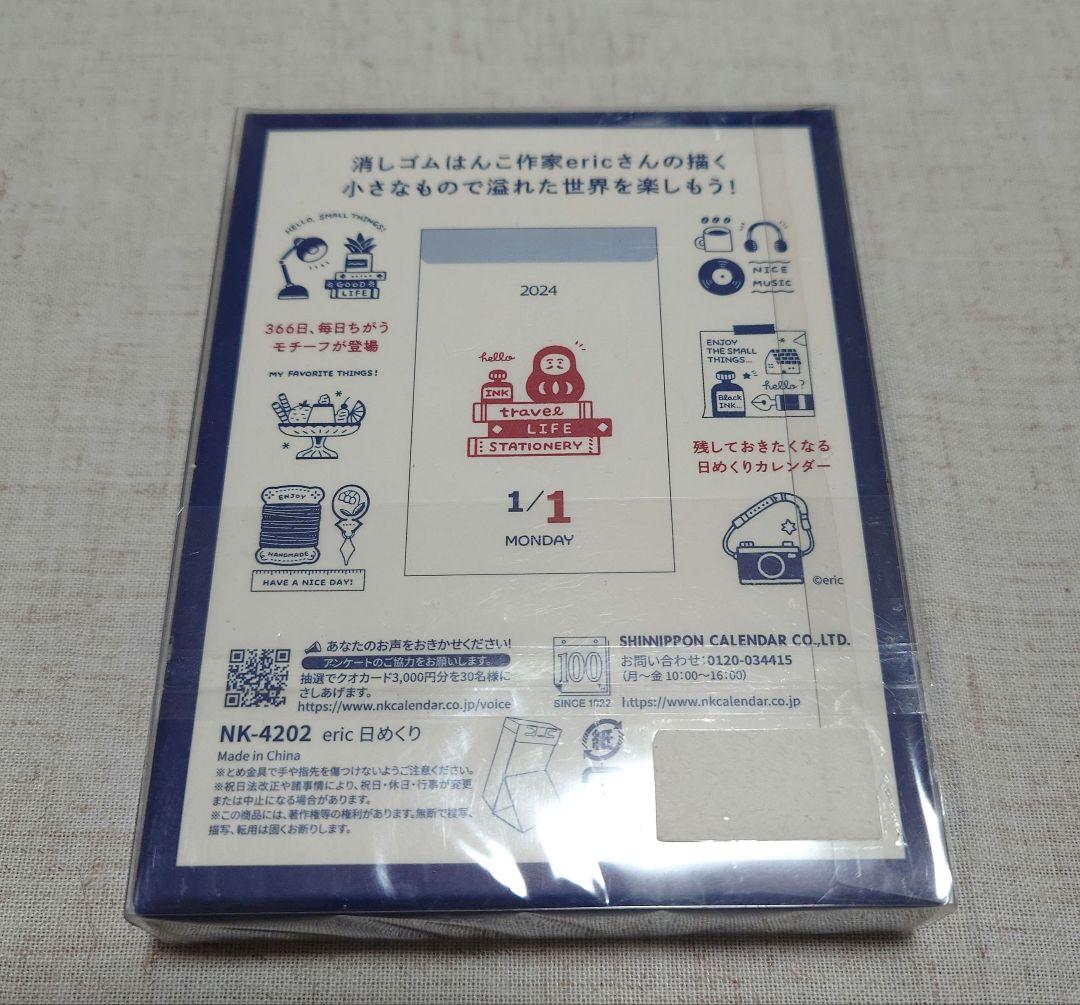 消しゴムはんこ作家ericさんの描く
小さなもので溢れた世界を楽しもう!
HELLO, SMALL THINGS!
GOOD
LIFE
366日、毎日ちがう
モチーフが登場
MY FAVORITE THINGS!
ENJOY
HANDMADE
HAVE A NICE DAY!
2024
hello
INK
travel
LIFE
STATIONERY
1/1
MONDAY
NICE
MUSIC
ENJOY
THE SMALL
THINGS...
hello?
Black
INK...
残しておきたくなる
日めくりカレンダー
©eric
あなたのお声をおきかせください!
アンケートのご協力をお願いします。
抽選でクオカード3,000円分を30名様に
さしあげます。
https://www.nkcalendar.co.jp/voice
100
SINCE 1922
SHINNIPPON CALENDAR CO.,LTD.
お問い合わせ:0120-034415
(月〜金 10:00〜16:00)
https://www.nkcalendar.co.jp
NK-4202 eric 日めくり
Made in China
※とめ金具で手や指先を傷つけないようご注意ください。
※祝日法改正や諸事情により、祝日・休日・行事が変更
または中止になる場合があります。
※この商品には、著作権等の権利があります。無断で複写、
描写、転用は固くお断りします。
紙